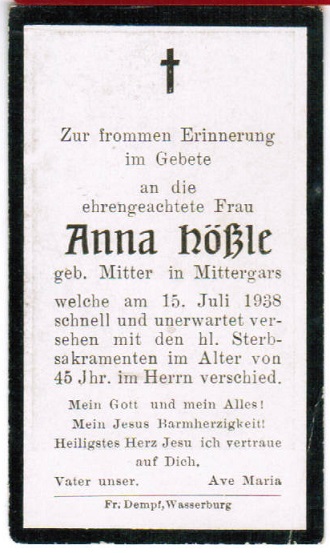 Zur frommen Erinnerung
im Gebete
an die
ehrengeachtete Frau
Anna Hößle
geb. Mitter in Mittergars
welche am 15. Juli 1938
schnell und unerwartet ver-
sehen mit den hl. Sterb-
sakramenten im Alter von
45 Jhr. im Herrn verschied.
Mein Gott und mein Alles!
Mein Jesus Barmherzigkeit!
Heiligstes Herz Jesu ich vertraue
auf Dich.
Vater unser. Ave Maria
Fr. Dempf, Wasserburg